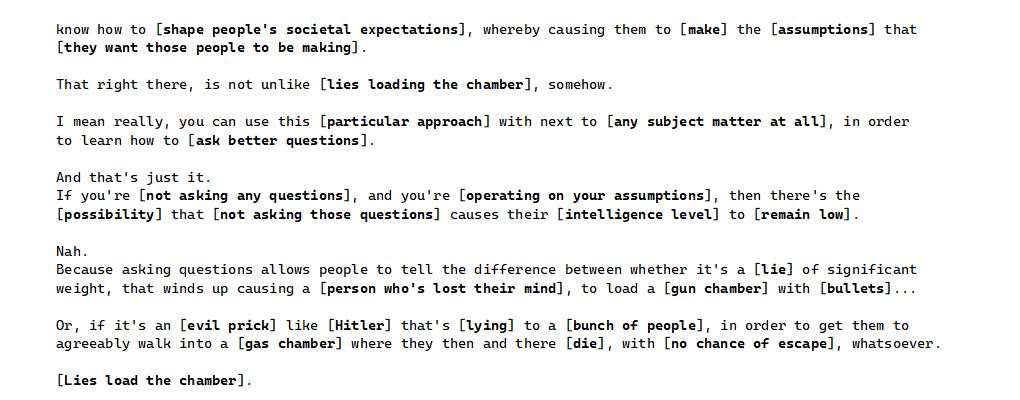 know how to [shape people's societal expectations], whereby causing them to [make] the [assumptions] that
[they want those people to be making].
That right there, is not unlike [lies loading the chamber], somehow.
I mean really, you can use this [particular approach] with next to [any subject matter at all], in order
to learn how to [ask better questions].
And that's just it.
If you're [not asking any questions], and you're [operating on your assumptions], then there's the
[possibility] that [not asking those questions] causes their [intelligence level] to [remain low].
Nah.
Because asking questions allows people to tell the difference between whether it's a [lie] of significant
weight, that winds up causing a [person who's lost their mind], to load a [gun chamber] with [bullets]...
Or, if it's an [evil prick] like [Hitler] that's [lying] to a [bunch of people], in order to get them to
agreeably walk into a [gas chamber] where they then and there [die], with [no chance of escape], whatsoever.
[Lies load the chamber].